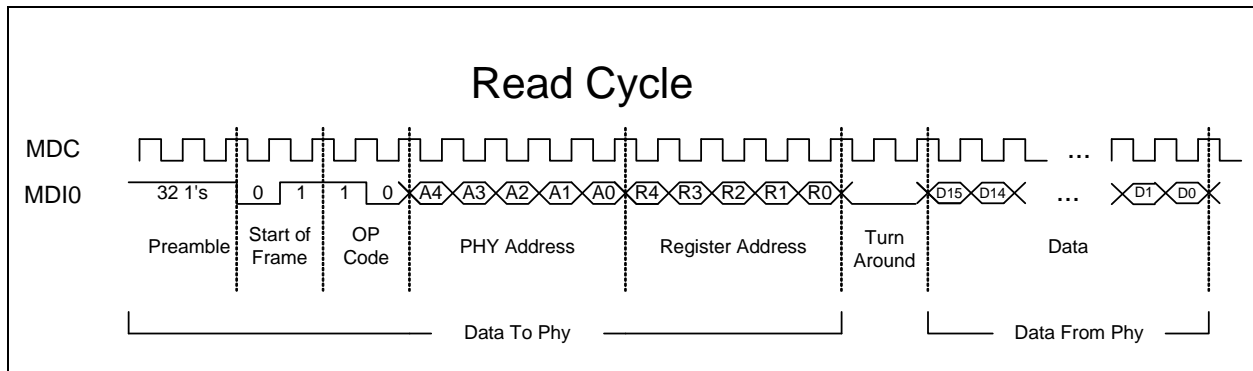 Read Cycle
MDC
...
MDI0
32 1's 0 1 1 0 A4 A3 A2 A1 A0 R4 R3 R2 R1 R0 D15 D14 ... D1 D0
Preamble
Start of
Frame
OP
Code
PHY Address
Register Address
Turn
Around
Data
Data To Phy
Data From Phy